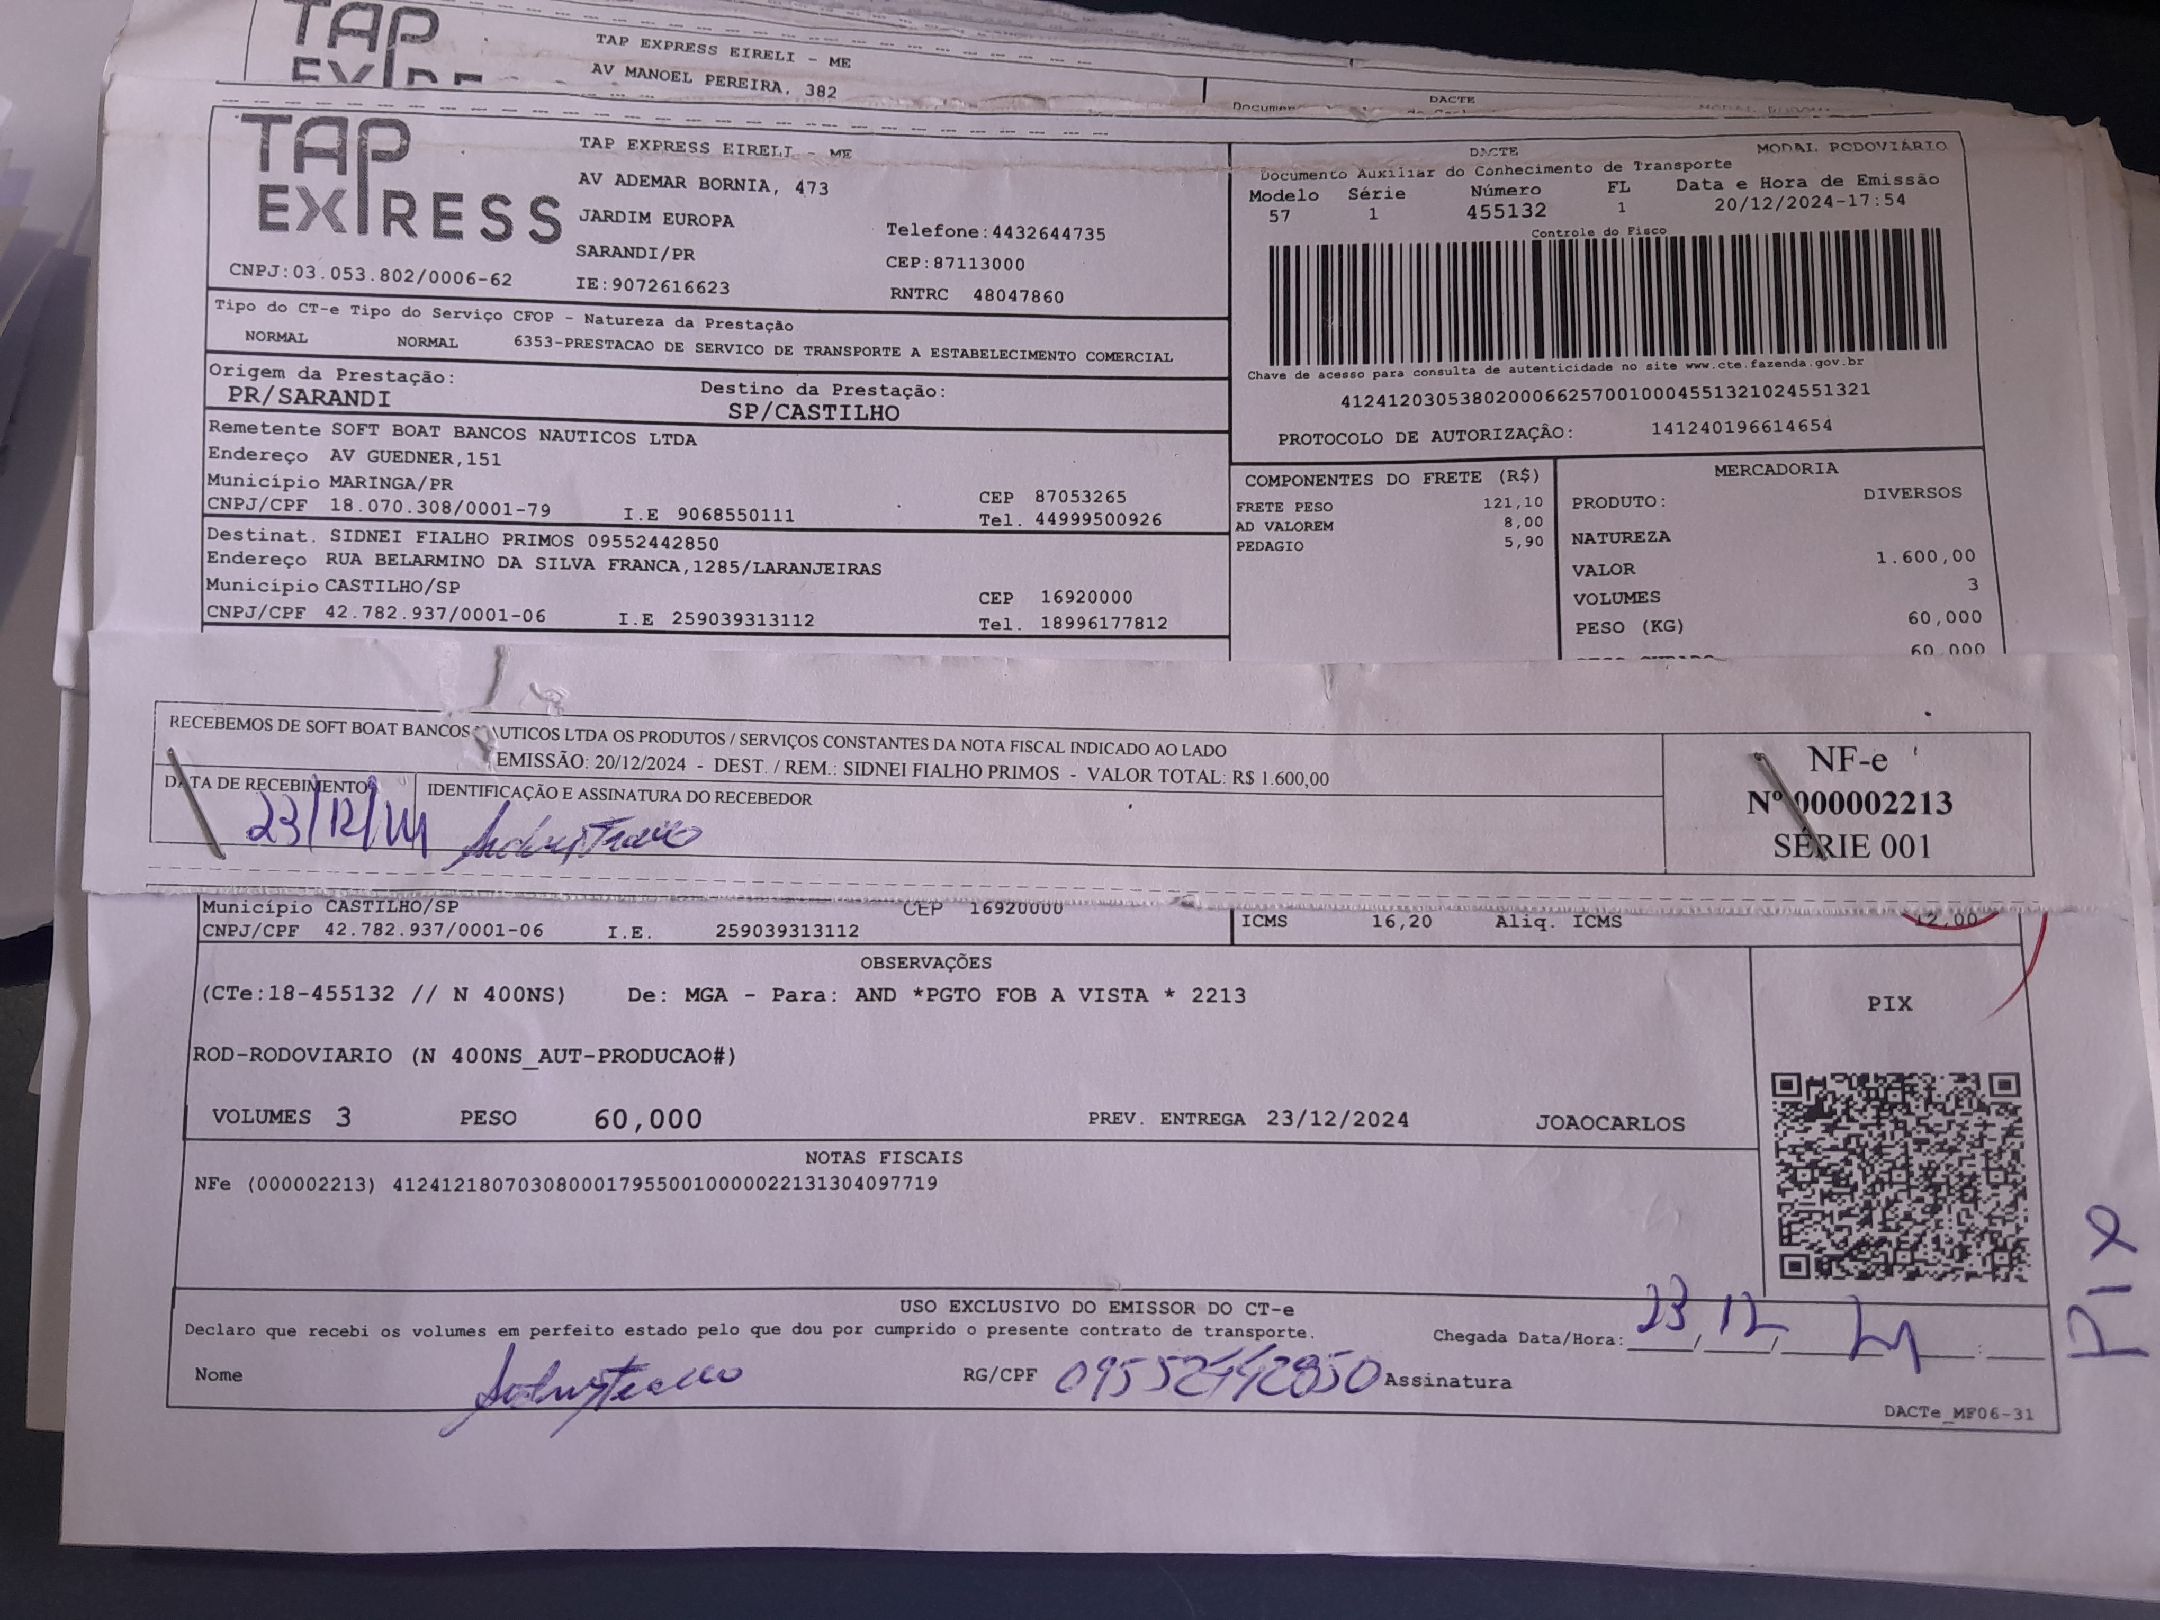 TAP
TAP EXPRESS EIRELI - ME
AV MANOEL PEREIRA, 382
DACTE
TAP EXPRESS
CNPJ:03.053.802/0006-62
TAP EXPRESS EIRELI - ME
AV ADEMAR BORNIA, 473
JARDIM EUROPA
Telefone:4432644735
SARANDI/PR
CEP:87113000
IE:9072616623
RNTRC 48047860
DACTE
MODAL RODOVIÁRIO
Documento Auxiliar do Conhecimento de Transporte
Modelo Série Número FL Data e Hora de Emissão
57 1 455132 1 20/12/2024-17:54
Controle do Fisco
Chave de acesso para consulta de autenticidade no site www.cte.fazenda.gov.br
41241203053802000662570010004551321024551321
PROTOCOLO DE AUTORIZAÇÂO: 141240196614654
Tipo do CT-e Tipo do Serviço CFOP - Natureza da Prestação
NORMAL NORMAL 6353-PRESTACAO DE SERVICO DE TRANSPORTE A ESTABELECIMENTO COMERCIAL
Origem da Prestação: Destino da Prestação:
PR/SARANDI SP/CASTILHO
Remetente SOFT BOAT BANCOS NAUTICOS LTDA
Endereço AV GUEDNER,151
Município MARINGA/PR CEP 87053265
CNPJ/CPF 18.070.308/0001-79 I.E 9068550111 Tel. 44999500926
Destinat. SIDNEI FIALHO PRIMOS 09552442850
Endereço RUA BELARMINO DA SILVA FRANCA,1285/LARANJEIRAS
Município CASTILHO/SP CEP 16920000
CNPJ/CPF 42.782.937/0001-06 I.E 259039313112 Tel. 18996177812
COMPONENTES DO FRETE (R$)
FRETE PESO 121,10
AD VALOREM 8,00
PEDAGIO 5,90
MERCADORIA
PRODUTO: DIVERSOS
NATUREZA
VALOR 1.600,00
VOLUMES 3
PESO (KG) 60,000
60,000
RECEBEMOS DE SOFT BOAT BANCOS NAUTICOS LTDA OS PRODUTOS / SERVIÇOS CONSTANTES DA NOTA FISCAL INDICADO AO LADO
EMISSÃO: 20/12/2024 - DEST. / REM.: SIDNEI FIALHO PRIMOS - VALOR TOTAL: R$ 1.600,00
DATA DE RECEBIMENTO IDENTIFICAÇÃO E ASSINATURA DO RECEBEDOR
23/12/24
NF-e
Nº 000002213
SÉRIE 001
Município CASTILHO/SP CEP 16920000
CNPJ/CPF 42.782.937/0001-06 I.E. 259039313112
ICMS 16,20 Aliq. ICMS 12,00
OBSERVAÇÕES
(CTe:18-455132 // N 400NS) De: MGA - Para: AND *PGTO FOB A VISTA * 2213
ROD-RODOVIARIO (N 400NS_AUT-PRODUCAO#)
VOLUMES 3 PESO 60,000 PREV. ENTREGA 23/12/2024 JOAOCARLOS
PIX
NOTAS FISCAIS
NFe (000002213) 41241218070308000179550010000022131304097719
PIX
USO EXCLUSIVO DO EMISSOR DO CT-e
Declaro que recebi os volumes em perfeito estado pelo que dou por cumprido o presente contrato de transporte. Chegada Data/Hora: 23/12/24 :
Nome RG/CPF 09552442850 Assinatura
DACTe_MF06-31